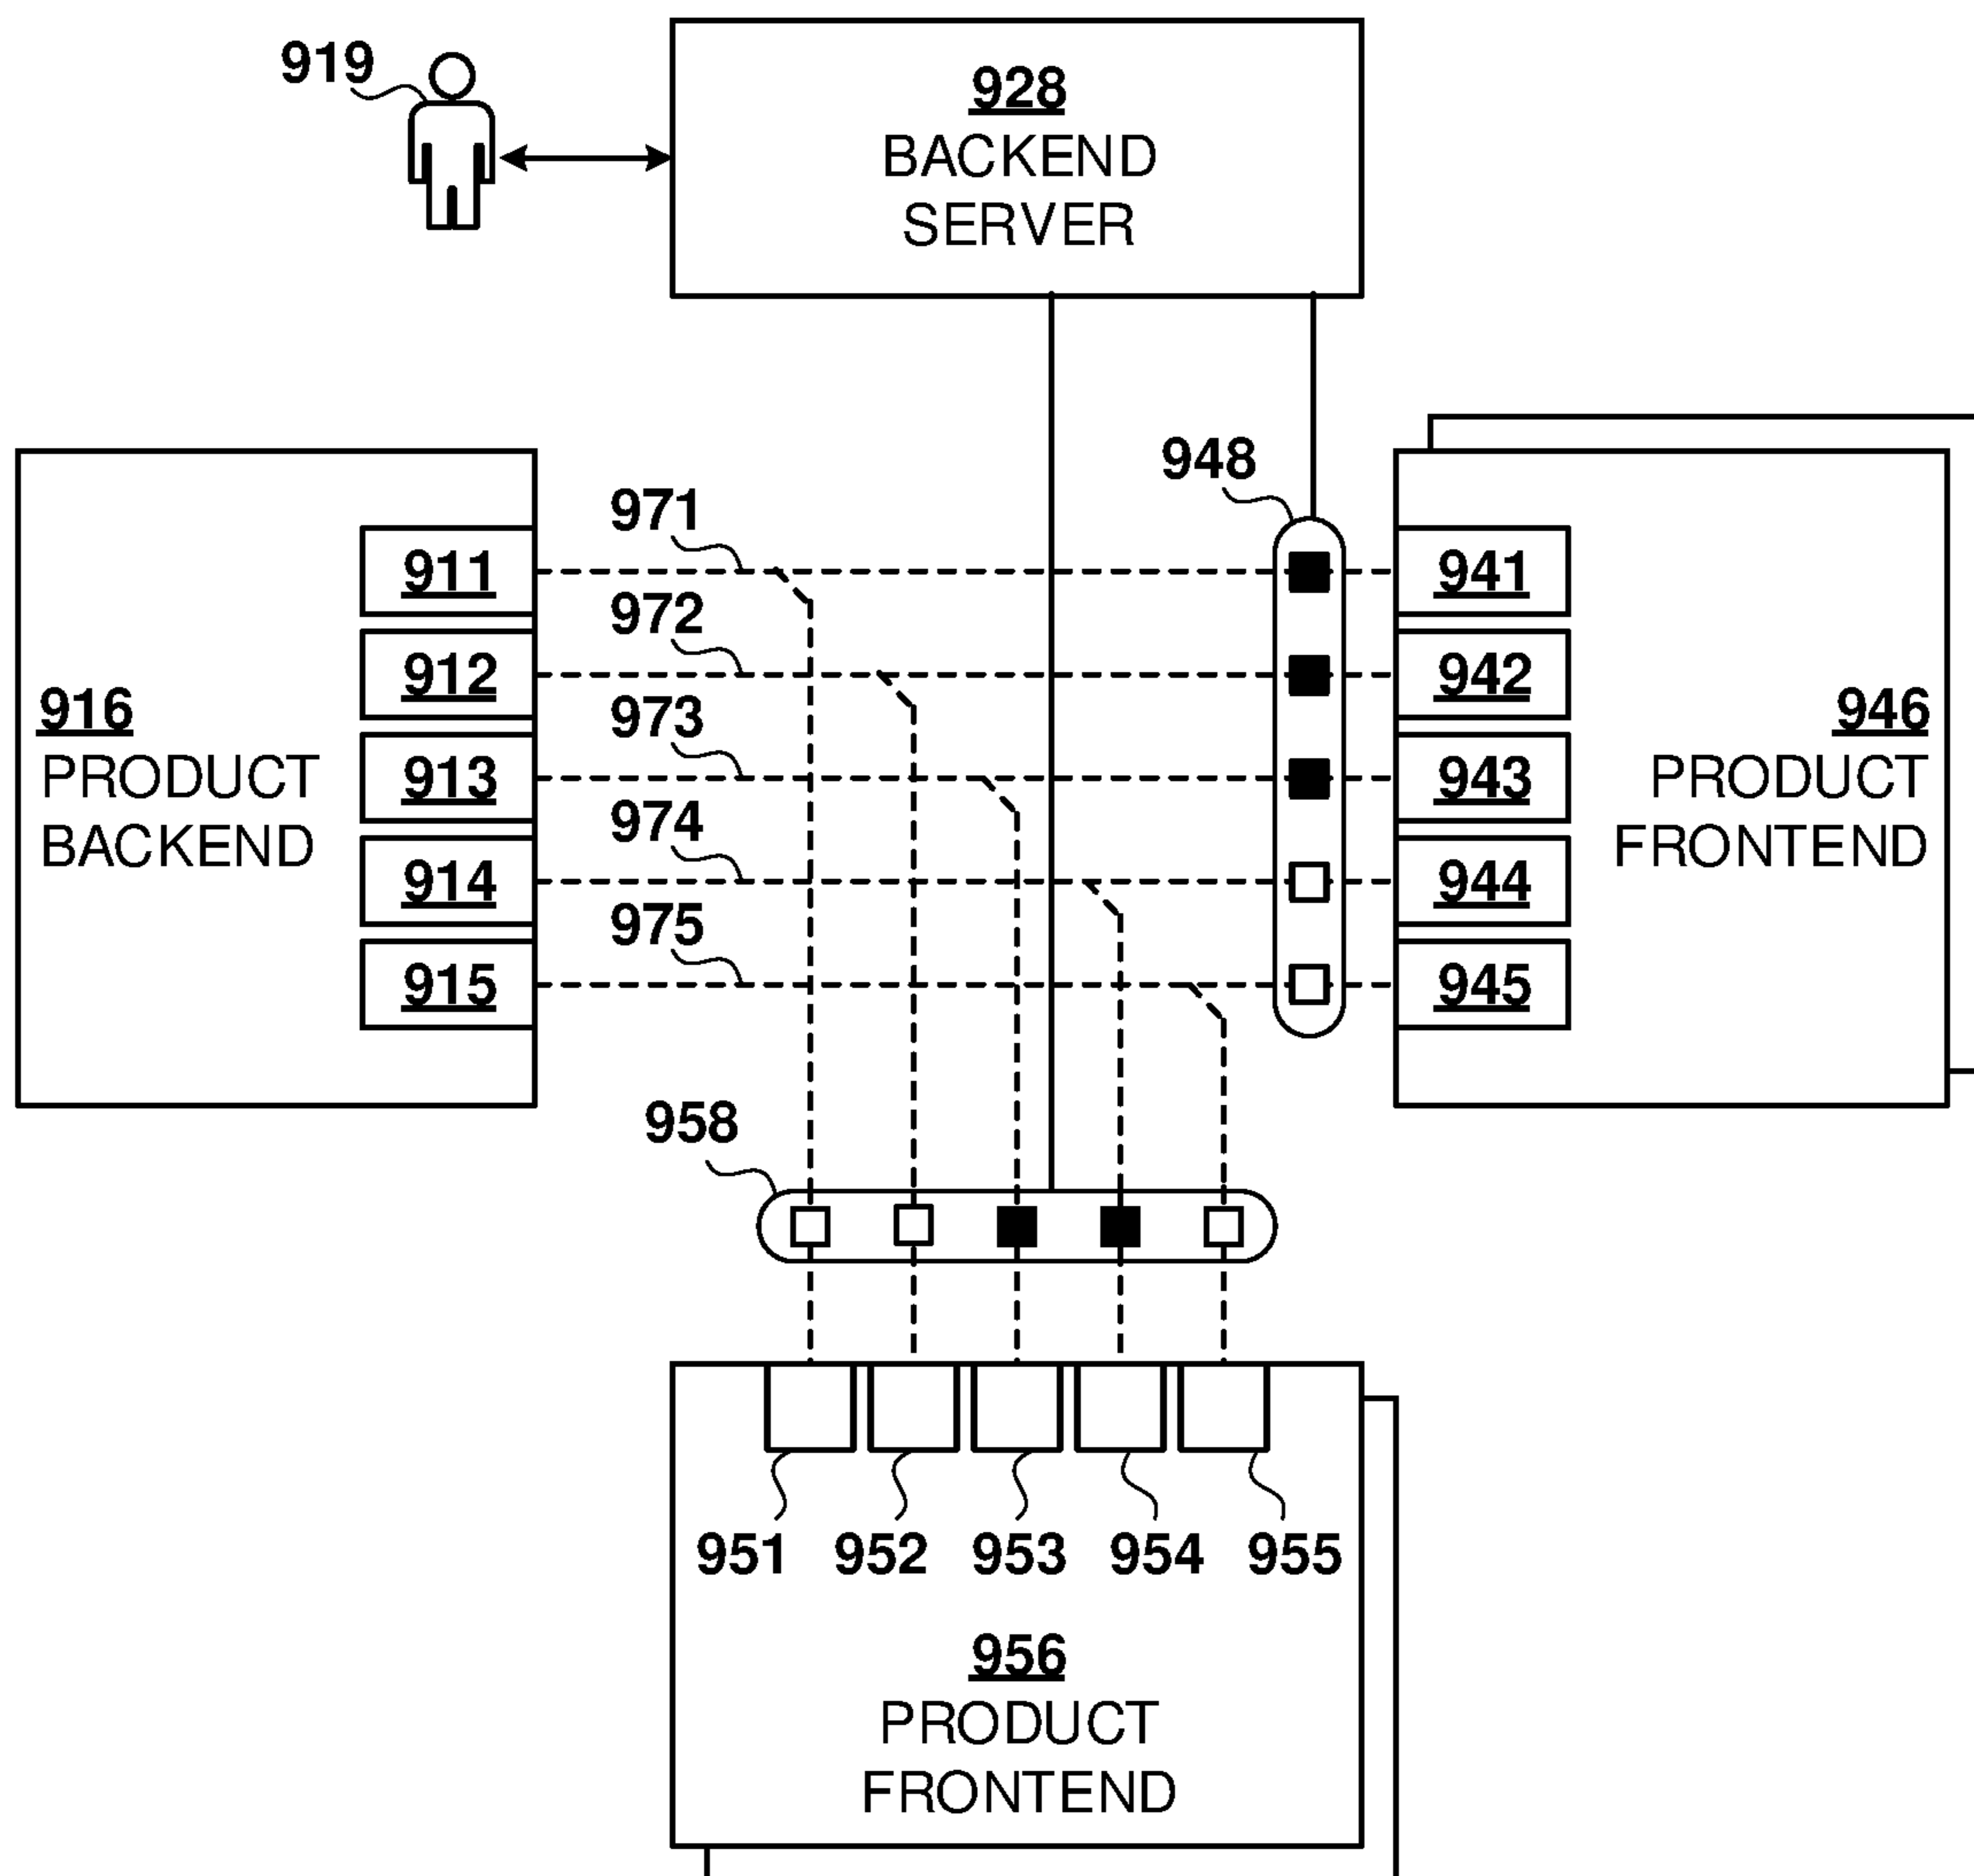 919
928
BACKEND
SERVER
948
971
911
941
972
912
942
916
946
973
PRODUCT
913
943
PRODUCT
974
BACKEND
FRONTEND
914
944
975
915
945
958
951 952 953 954 955
956
PRODUCT
FRONTEND